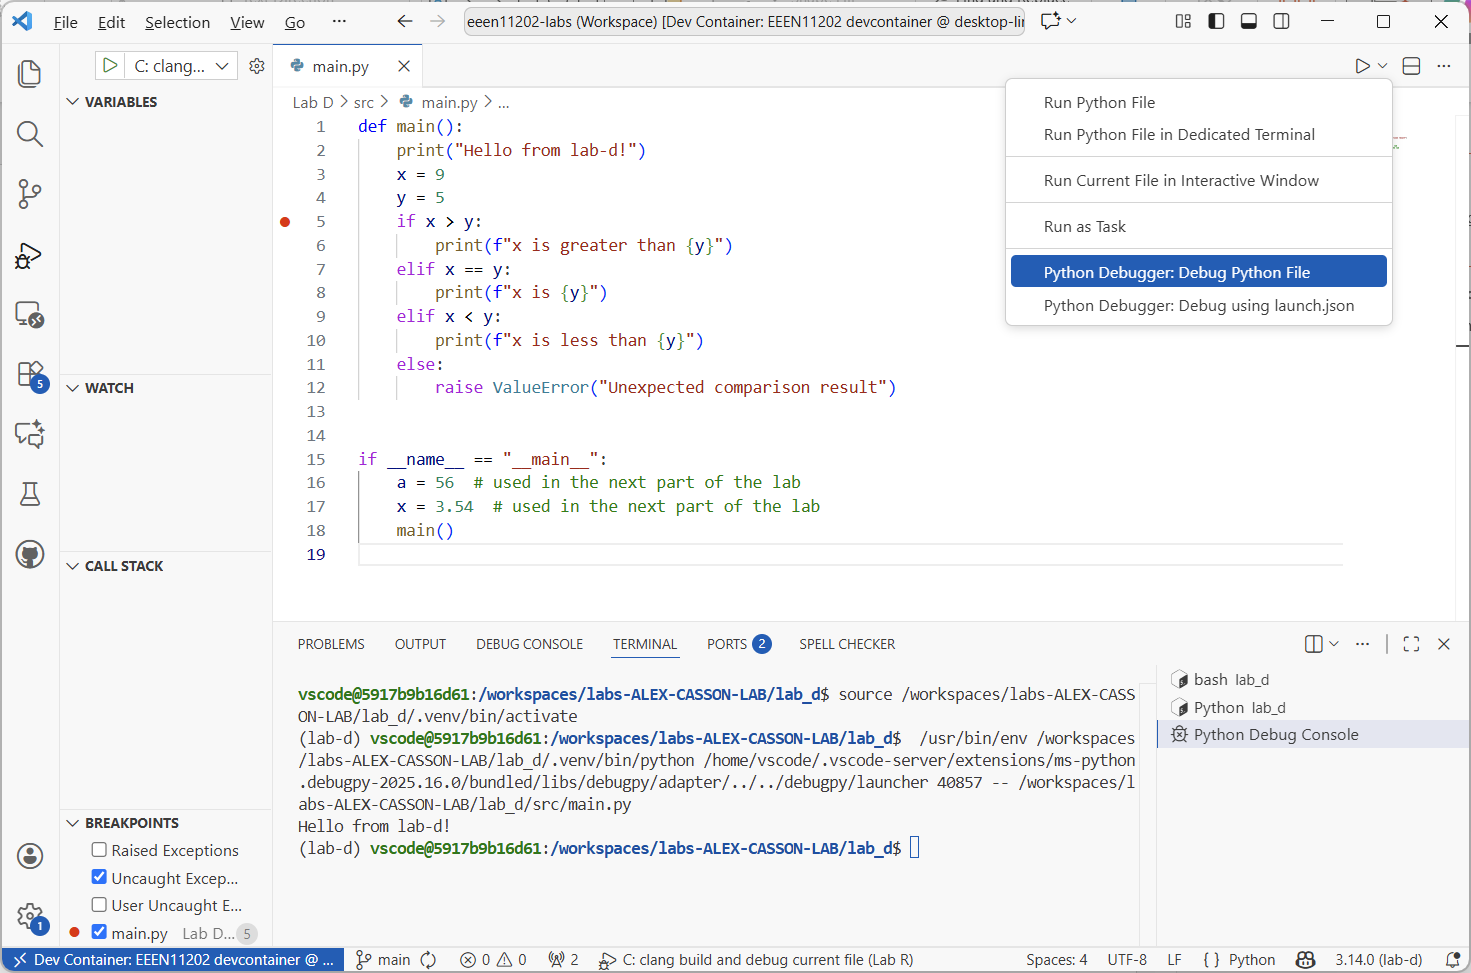 File Edit Selection View Go ···
eeen11202-labs (Workspace) [Dev Container: EEEN11202 devcontainer @ desktop-lin
C: clang...
main.py
VARIABLES
Lab D > src > main.py > ...
1 def main():
2 print("Hello from lab-d!")
3 x = 9
4 y = 5
5 if x > y:
6 print(f"x is greater than {y}")
7 elif x == y:
8 print(f"x is {y}")
9 elif x < y:
10 print(f"x is less than {y}")
11 else:
12 raise ValueError("Unexpected comparison result")
13
14
15 if __name__ == "__main__":
16 a = 56 # used in the next part of the lab
17 x = 3.54 # used in the next part of the lab
18 main()
19
Run Python File
Run Python File in Dedicated Terminal
Run Current File in Interactive Window
Run as Task
Python Debugger: Debug Python File
Python Debugger: Debug using launch.json
5
WATCH
CALL STACK
BREAKPOINTS
Raised Exceptions
Uncaught Excep...
User Uncaught E...
main.py Lab D... 5
1
PROBLEMS OUTPUT DEBUG CONSOLE TERMINAL PORTS 2 SPELL CHECKER
vscode@5917b9b16d61:/workspaces/labs-ALEX-CASSON-LAB/lab_d$ source /workspaces/labs-ALEX-CASS
ON-LAB/lab_d/.venv/bin/activate
(lab-d) vscode@5917b9b16d61:/workspaces/labs-ALEX-CASSON-LAB/lab_d$ /usr/bin/env /workspaces
/labs-ALEX-CASSON-LAB/lab_d/.venv/bin/python /home/vscode/.vscode-server/extensions/ms-python
.debugpy-2025.16.0/bundled/libs/debugpy/adapter/../../debugpy/launcher 40857 -- /workspaces/l
abs-ALEX-CASSON-LAB/lab_d/src/main.py
Hello from lab-d!
(lab-d) vscode@5917b9b16d61:/workspaces/labs-ALEX-CASSON-LAB/lab_d$
bash lab_d
Python lab_d
Python Debug Console
Dev Container: EEEN11202 devcontainer @ ... main 0 0 2 C: clang build and debug current file (Lab R) Spaces: 4 UTF-8 LF { } Python 3.14.0 (lab-d)